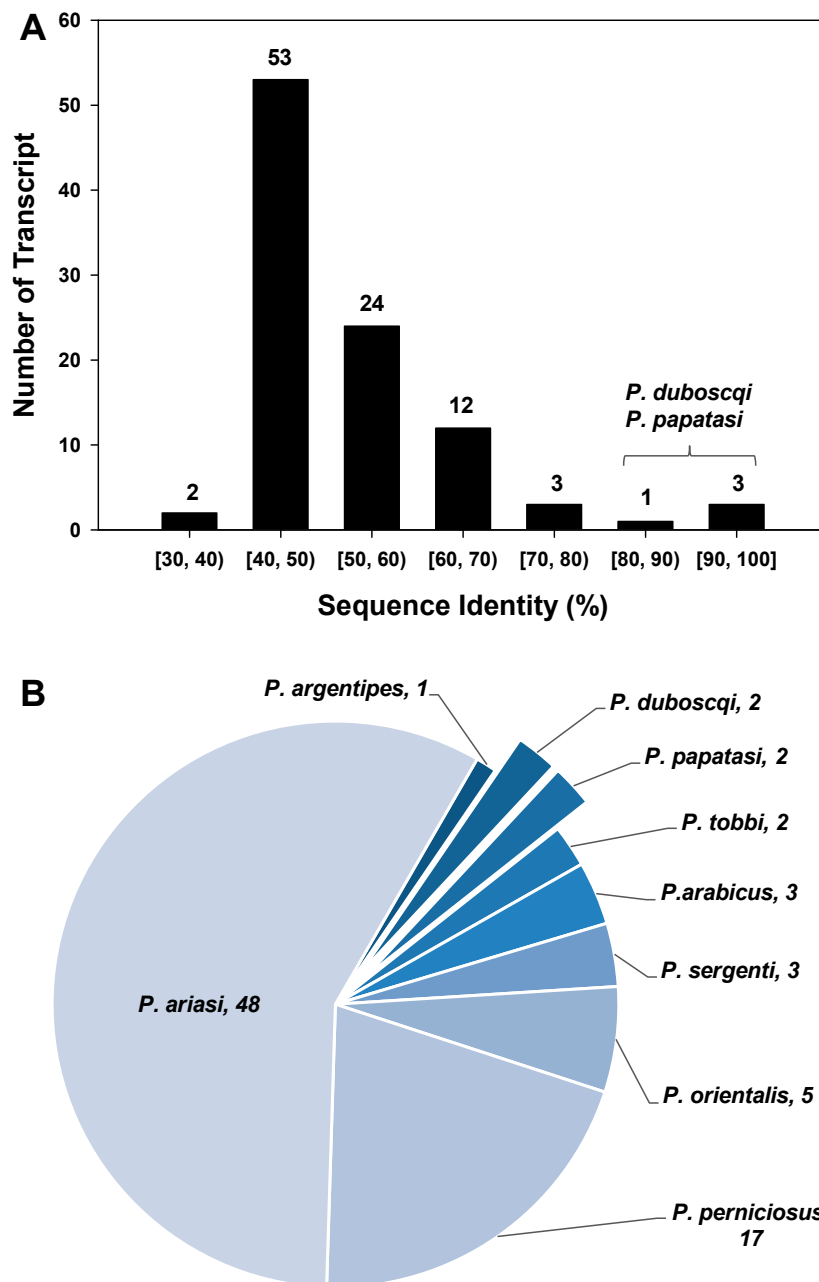 A
60
50
40
30
20
10
0
Number of Transcript
2
53
24
12
3
1
3
P. duboscqi
P. papatasi
[30, 40)
[40, 50)
[50, 60)
[60, 70)
[70, 80)
[80, 90)
[90, 100]
Sequence Identity (%)
B
P. argentipes, 1
P. duboscqi, 2
P. papatasi, 2
P. tobbi, 2
P.arabicus, 3
P. sergenti, 3
P. ariasi, 48
P. orientalis, 5
P. perniciosus
17